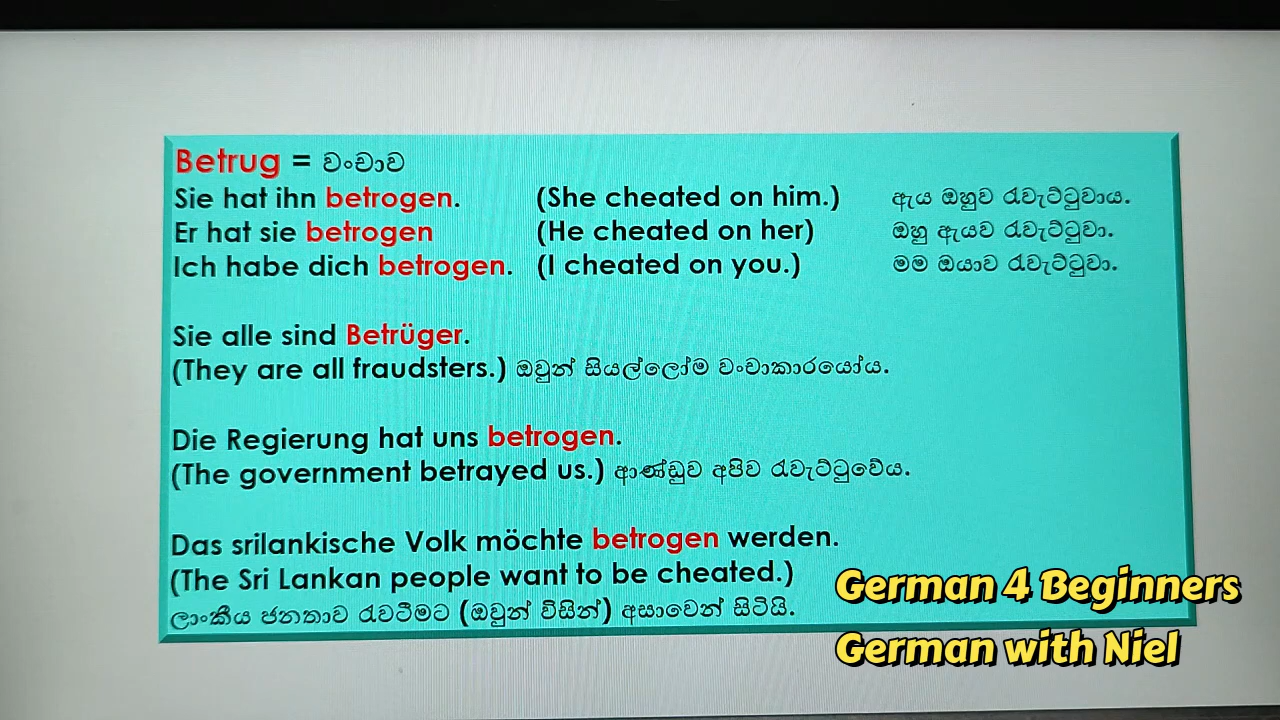 Betrug = වංචාව
Sie hat ihn betrogen. (She cheated on him.) ඇය ඔහුව රැවැට්ටුවාය.
Er hat sie betrogen (He cheated on her) ඔහු ඇයව රැවැට්ටුවා.
Ich habe dich betrogen. (I cheated on you.) මම ඔයාව රැවැට්ටුවා.
Sie alle sind Betrüger.
(They are all fraudsters.) ඔවුන් සියල්ලෝම වංචාකාරයෝය.
Die Regierung hat uns betrogen.
(The government betrayed us.) ආණ්ඩුව අපිව රැවැට්ටුවේය.
Das srilankische Volk möchte betrogen werden.
(The Sri Lankan people want to be cheated.)
ලාංකීය ජනතාව රැවටීමට (ඔවුන් විසින්) අසාවෙන් සිටියි.
German 4 Beginners
German with Niel